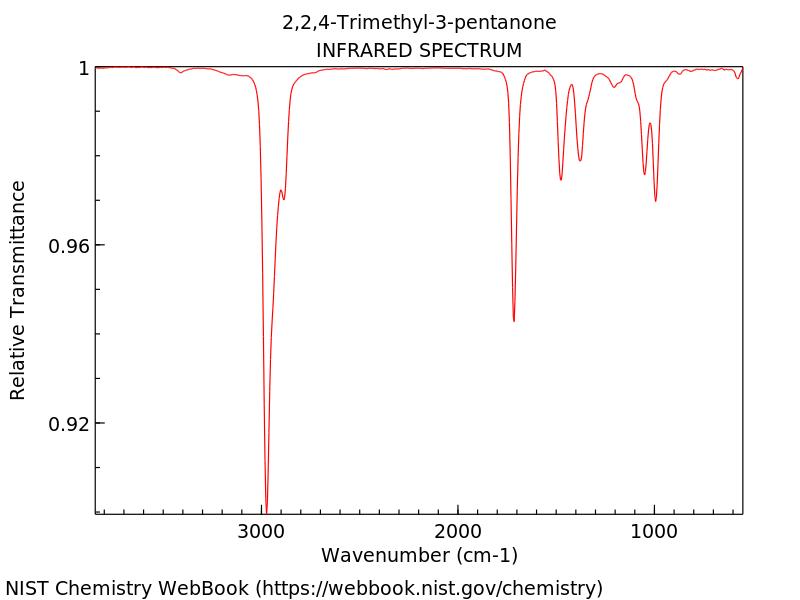 2,2,4-Trimethyl-3-pentanone
INFRARED SPECTRUM
1
0.96
0.92
Relative Transmittance
3000 2000 1000
Wavenumber (cm-1)
NIST Chemistry WebBook (https://webbook.nist.gov/chemistry)